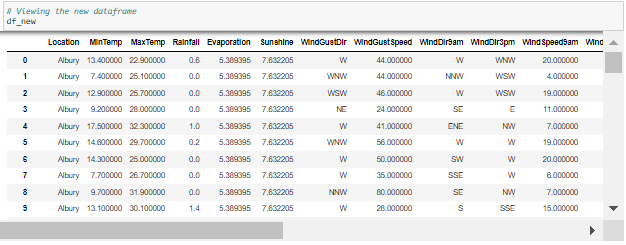 # Viewing the new dataframe
df_new
Location MinTemp MaxTemp Rainfall Evaporation Sunshine WindGustDir WindGustSpeed WindDir9am WindDir3pm WindSpeed9am Wind
0 Albury 13.400000 22.900000 0.6 5.389395 7.632205 W 44.000000 W WNW 20.000000
1 Albury 7.400000 25.100000 0.0 5.389395 7.632205 WNW 44.000000 NNW WSW 4.000000
2 Albury 12.900000 25.700000 0.0 5.389395 7.632205 WSW 46.000000 W WSW 19.000000
3 Albury 9.200000 28.000000 0.0 5.389395 7.632205 NE 24.000000 SE E 11.000000
4 Albury 17.500000 32.300000 1.0 5.389395 7.632205 W 41.000000 ENE NW 7.000000
5 Albury 14.600000 29.700000 0.2 5.389395 7.632205 WNW 56.000000 W W 19.000000
6 Albury 14.300000 25.000000 0.0 5.389395 7.632205 W 50.000000 SW W 20.000000
7 Albury 7.700000 26.700000 0.0 5.389395 7.632205 W 35.000000 SSE W 6.000000
8 Albury 9.700000 31.900000 0.0 5.389395 7.632205 NNW 80.000000 SE NW 7.000000
9 Albury 13.100000 30.100000 1.4 5.389395 7.632205 W 28.000000 S SSE 15.000000